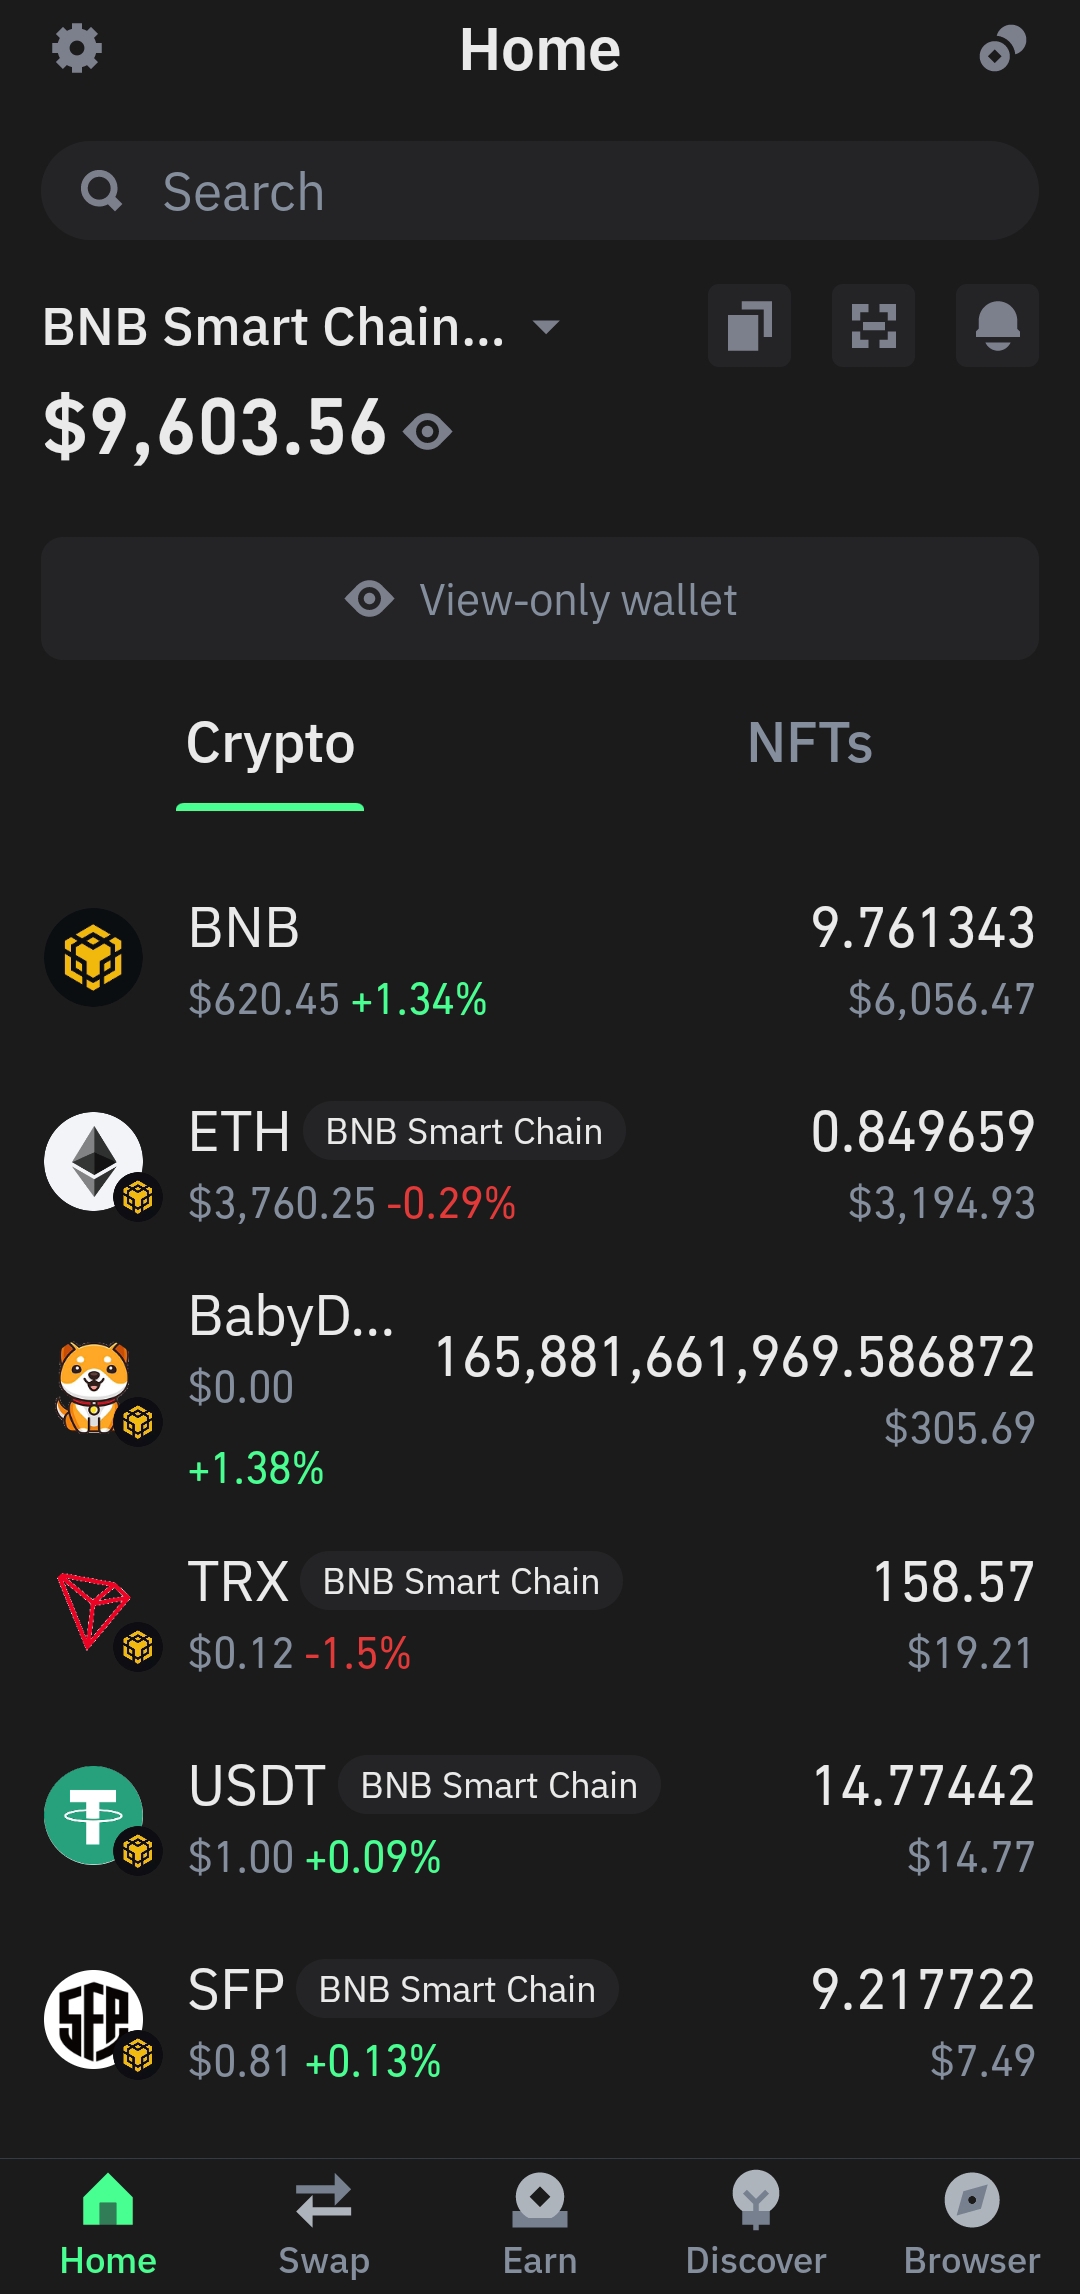 Home
Search
BNB Smart Chain...
$9,603.56
View-only wallet
Crypto NFTs
BNB 9.761343
$620.45 +1.34% $6,056.47
ETH BNB Smart Chain 0.849659
$3,760.25 -0.29% $3,194.93
BabyD... 165,881,661,969.586872
$0.00 $305.69
+1.38%
TRX BNB Smart Chain 158.57
$0.12 -1.5% $19.21
USDT BNB Smart Chain 14.77442
$1.00 +0.09% $14.77
SFP BNB Smart Chain 9.217722
$0.81 +0.13% $7.49
Home Swap Earn Discover Browser